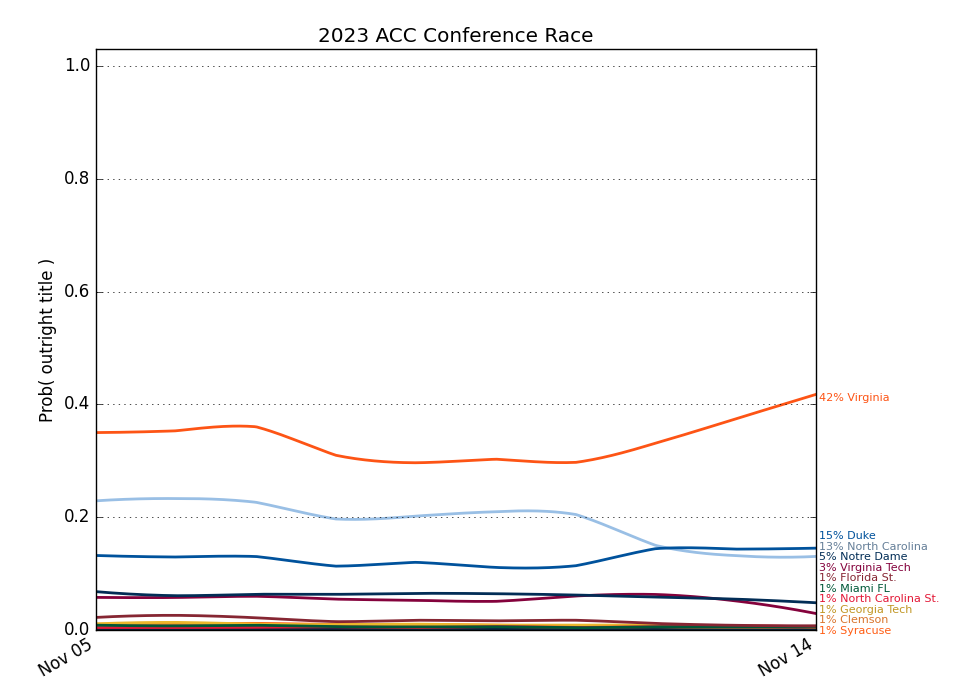 2023 ACC Conference Race
Prob( outright title )
1.0
0.8
0.6
0.4
0.2
0.0
Nov 05
Nov 14
42% Virginia
15% Duke
13% North Carolina
5% Notre Dame
3% Virginia Tech
1% Florida St.
1% Miami FL
1% North Carolina St.
1% Georgia Tech
1% Clemson
1% Syracuse